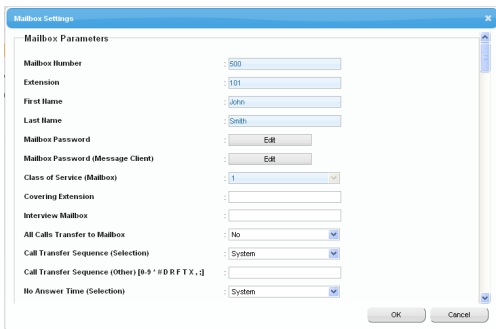 Mailbox Settings
Mailbox Parameters
Mailbox Number : 500
Extension : 101
First Name : John
Last Name : Smith
Mailbox Password : Edit
Mailbox Password (Message Client) : Edit
Class of Service (Mailbox) : 1
Covering Extension :
Interview Mailbox :
All Calls Transfer to Mailbox : No
Call Transfer Sequence (Selection) : System
Call Transfer Sequence (Other) [0-9 * # D R F T X , ;] :
No Answer Time (Selection) : System
OK Cancel